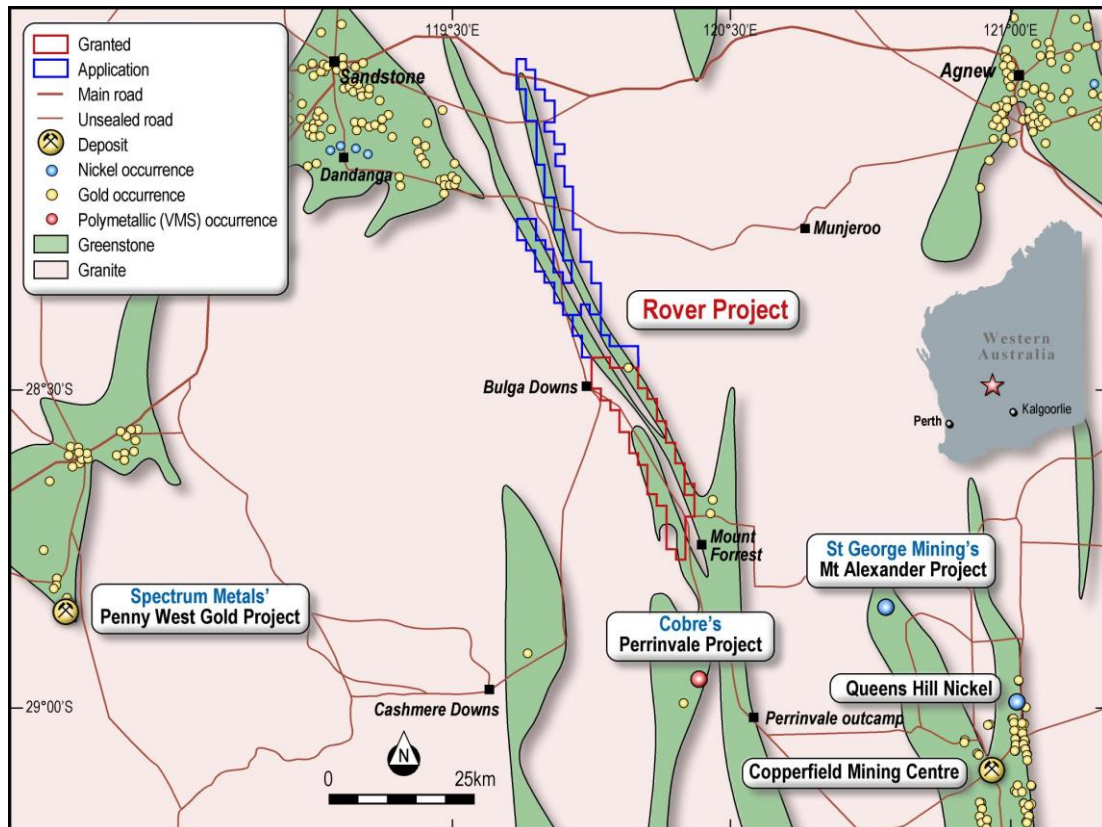 119°30'E
120°30'E
121°00'E
Granted
Application
Main road
Unsealed road
Deposit
Nickel occurrence
Gold occurrence
Polymetallic (VMS) occurrence
Greenstone
Granite
Sandstone
Dandanga
Agnew
Munjeroo
Rover Project
Western
Australia
Perth
Kalgoorlie
28°30'S
Bulga Downs
Mount
Forrest
St George Mining's
Mt Alexander Project
Spectrum Metals'
Penny West Gold Project
Cobre's
Perrinvale Project
Queens Hill Nickel
29°00'S
Cashmere Downs
Perrinvale outcamp
Copperfield Mining Centre
N
0
25km